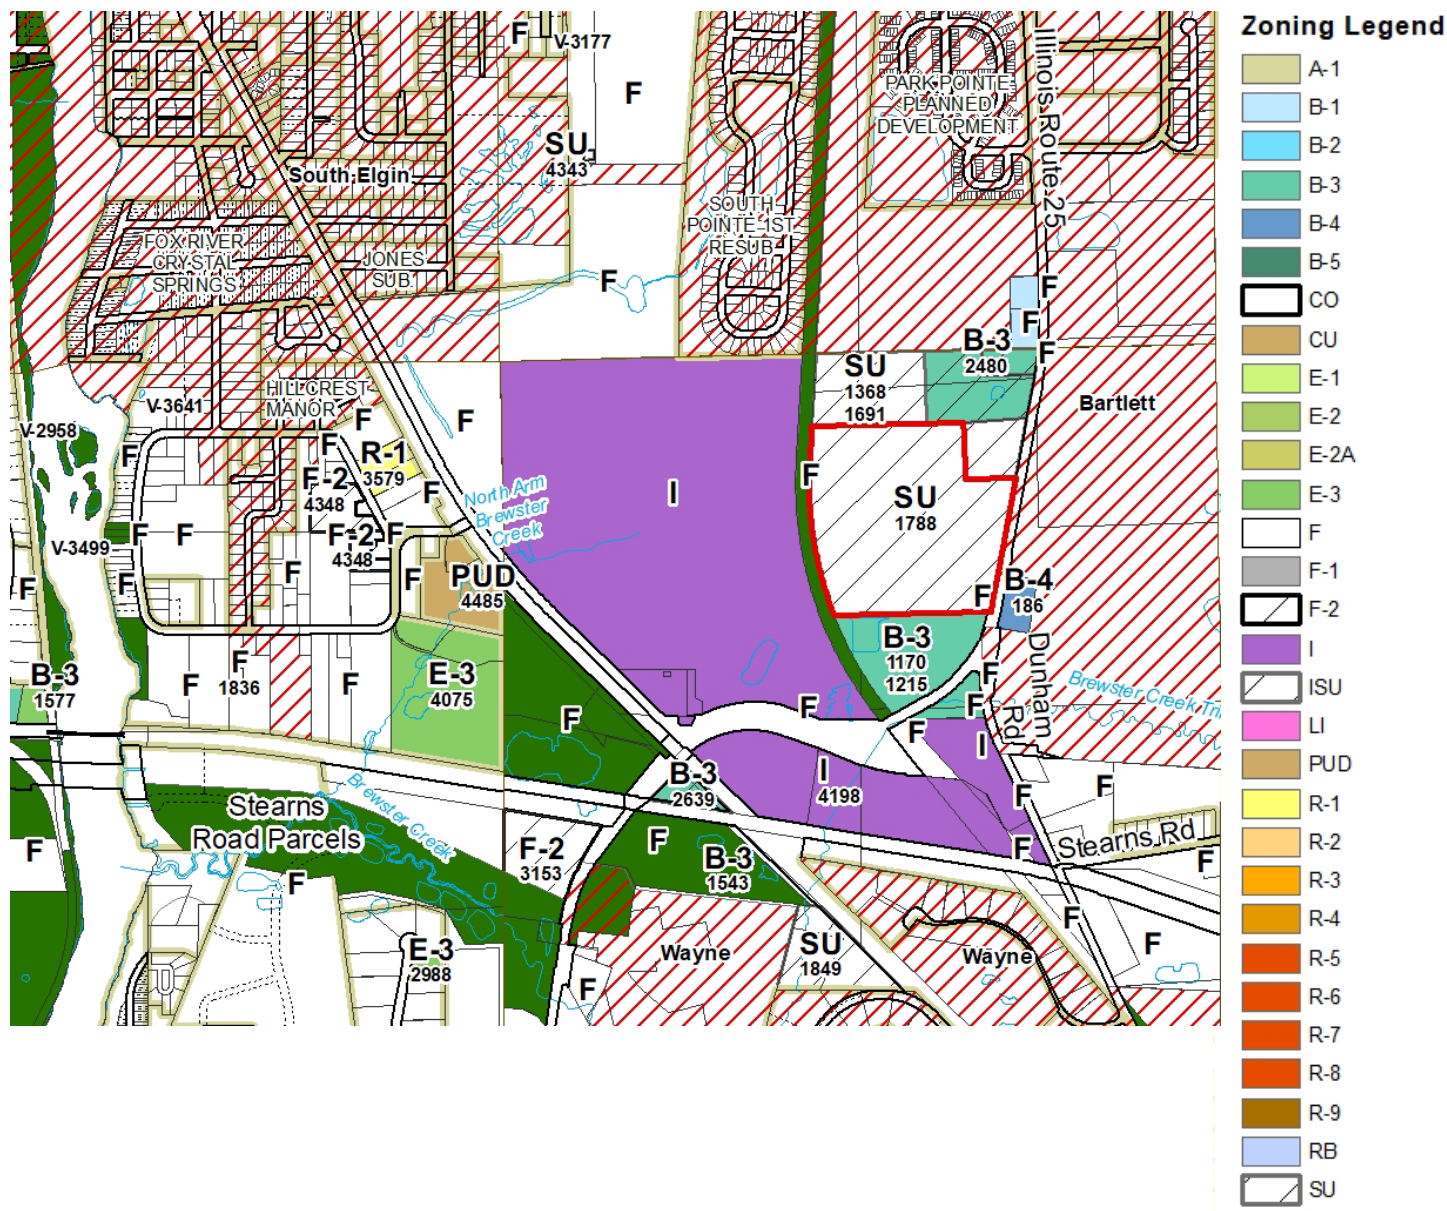 Zoning Legend
A-1
B-1
B-2
B-3
B-4
B-5
CO
CU
E-1
E-2
E-2A
E-3
F
F-1
F-2
I
ISU
LI
PUD
R-1
R-2
R-3
R-4
R-5
R-6
R-7
R-8
R-9
RB
SU
F
V-3177
F
SU
4343
South Elgin
PARK POINTE
PLANNED
DEVELOPMENT
Illinois Route 25
FOX RIVER
CRYSTAL
SPRINGS
JONES
SUB.
SOUTH
POINTE 1ST
RESUB
F
F
F
B-3
2480
F
SU
1368
1691
Bartlett
HILLCREST
MANOR
V-3641
V-2958
F
F
F
F
R-1
3579
F-2
4348
F
F
I
SU
1788
North Arm
Brewster
Creek
V-3499
F
F
F-2
4348
F
F
F
F
F
PUD
4485
F
B-4
186
B-3
1170
1215
Dunham
Rd
Brewster Creek Tri
F
F
B-3
1577
F
F
1836
F
E-3
4075
F
F
F
I
I
4198
B-3
2639
F
F
Brewster Creek
Stearns
Road Parcels
F
F
F-2
3153
F
B-3
1543
F
Stearns Rd
F
F
E-3
2988
Wayne
SU
1849
Wayne
F
F
F